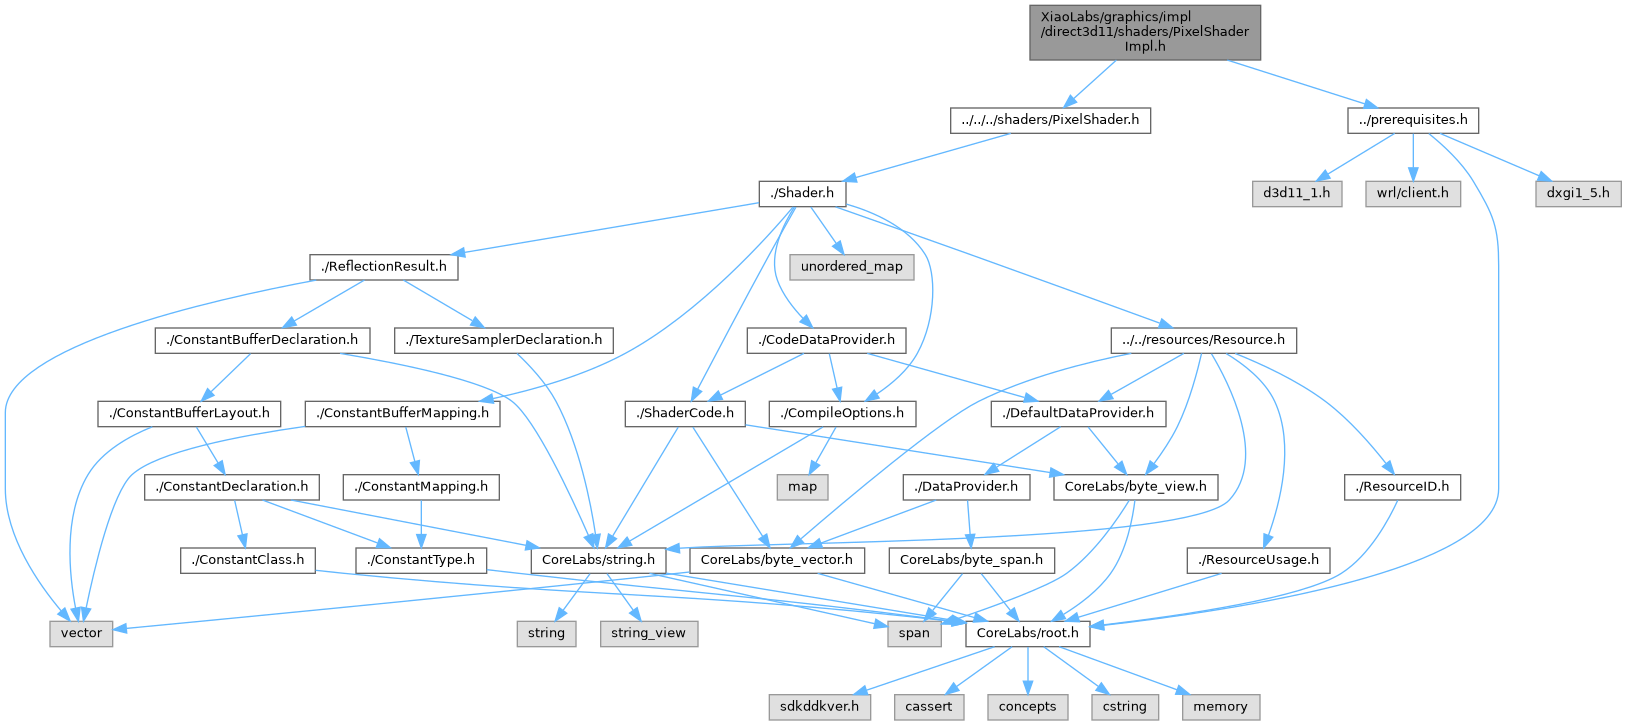 XiaoLabs/graphics/impl
/direct3d11/shaders/PixelShader
Impl.h
../../../shaders/PixelShader.h
../prerequisites.h
./Shader.h
d3d11_1.h
wrl/client.h
dxgi1_5.h
./ReflectionResult.h
unordered_map
./ConstantBufferDeclaration.h
./TextureSamplerDeclaration.h
./CodeDataProvider.h
../../resources/Resource.h
./ConstantBufferLayout.h
./ConstantBufferMapping.h
./ShaderCode.h
./CompileOptions.h
./DefaultDataProvider.h
./ConstantDeclaration.h
./ConstantMapping.h
map
./DataProvider.h
CoreLabs/byte_view.h
./ResourceID.h
./ConstantClass.h
./ConstantType.h
CoreLabs/string.h
CoreLabs/byte_vector.h
CoreLabs/byte_span.h
./ResourceUsage.h
vector
string
string_view
span
CoreLabs/root.h
sdkddkver.h
cassert
concepts
cstring
memory